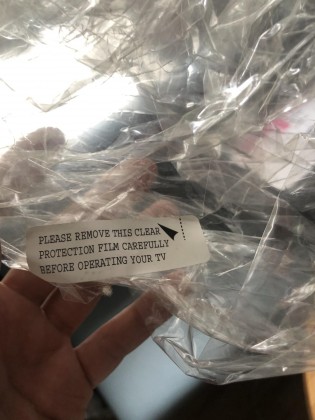 PLEASE REMOVE THIS CLEAR
PROTECTION FILM CAREFULLY
BEFORE OPERATING YOUR TV